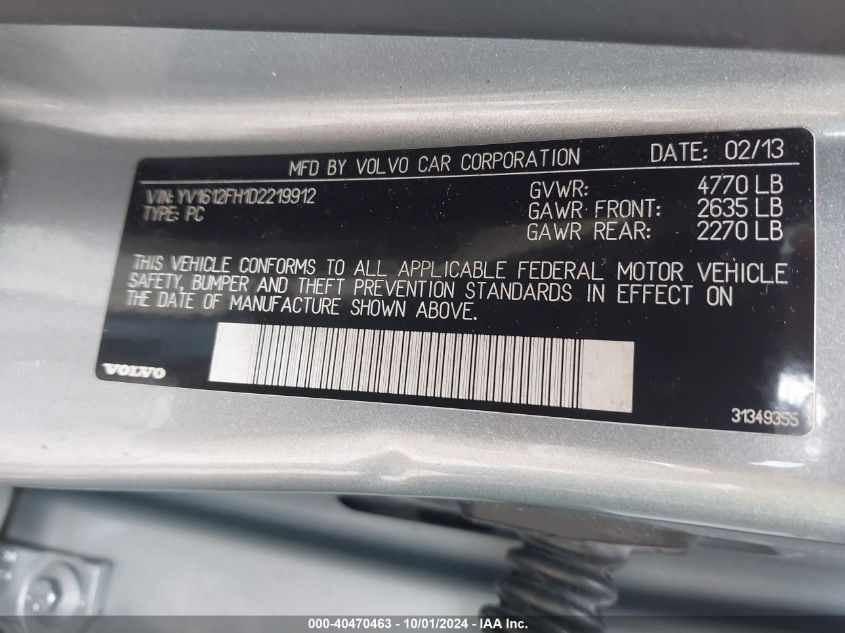 MFD BY VOLVO CAR CORPORATION DATE: 02/13
VIN: YV1612FH1D2219912
TYPE: PC
GVWR: 4770 LB
GAWR FRONT: 2635 LB
GAWR REAR: 2270 LB
THIS VEHICLE CONFORMS TO ALL APPLICABLE FEDERAL MOTOR VEHICLE
SAFETY, BUMPER AND THEFT PREVENTION STANDARDS IN EFFECT ON
THE DATE OF MANUFACTURE SHOWN ABOVE.
VOLVO
31349355
000-40470463 - 10/01/2024 - IAA Inc.